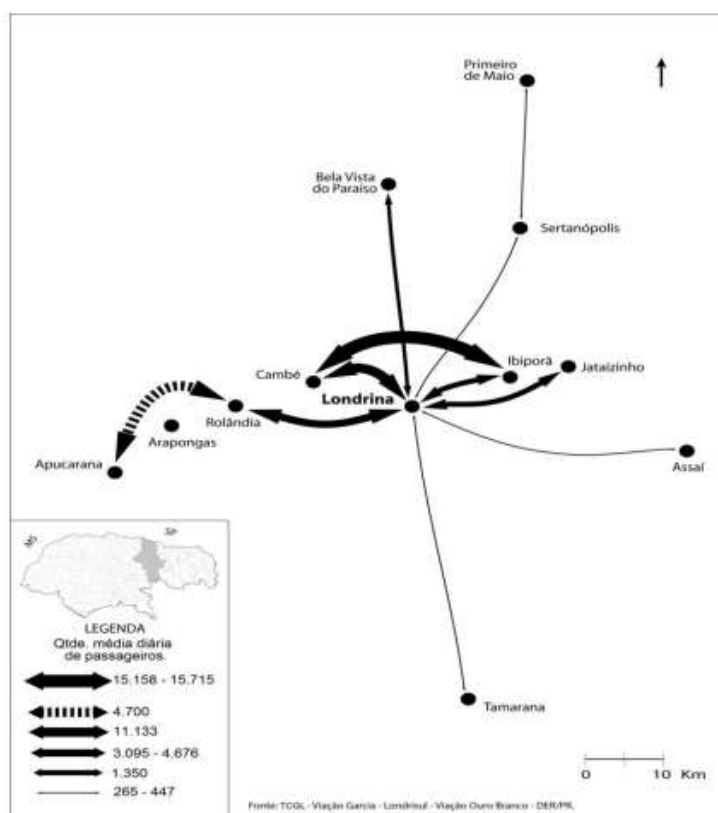 Primeiro
de Maio
Bela Vista
do Paraíso
Sertanópolis
Cambé
Ibiporã
Jataizinho
Londrina
Rolândia
Arapongas
Apucarana
Assaí
MS
SP
LEGENDA
Qtde. média diária
de passageiros.
15.158 - 15.715
4.700
11.133
3.095 - 4.676
1.350
265 - 447
Tamarana
0 10 Km
Fonte: TCGL - Viação Garcia - Londrisul - Viação Ouro Branco - DER/PR.